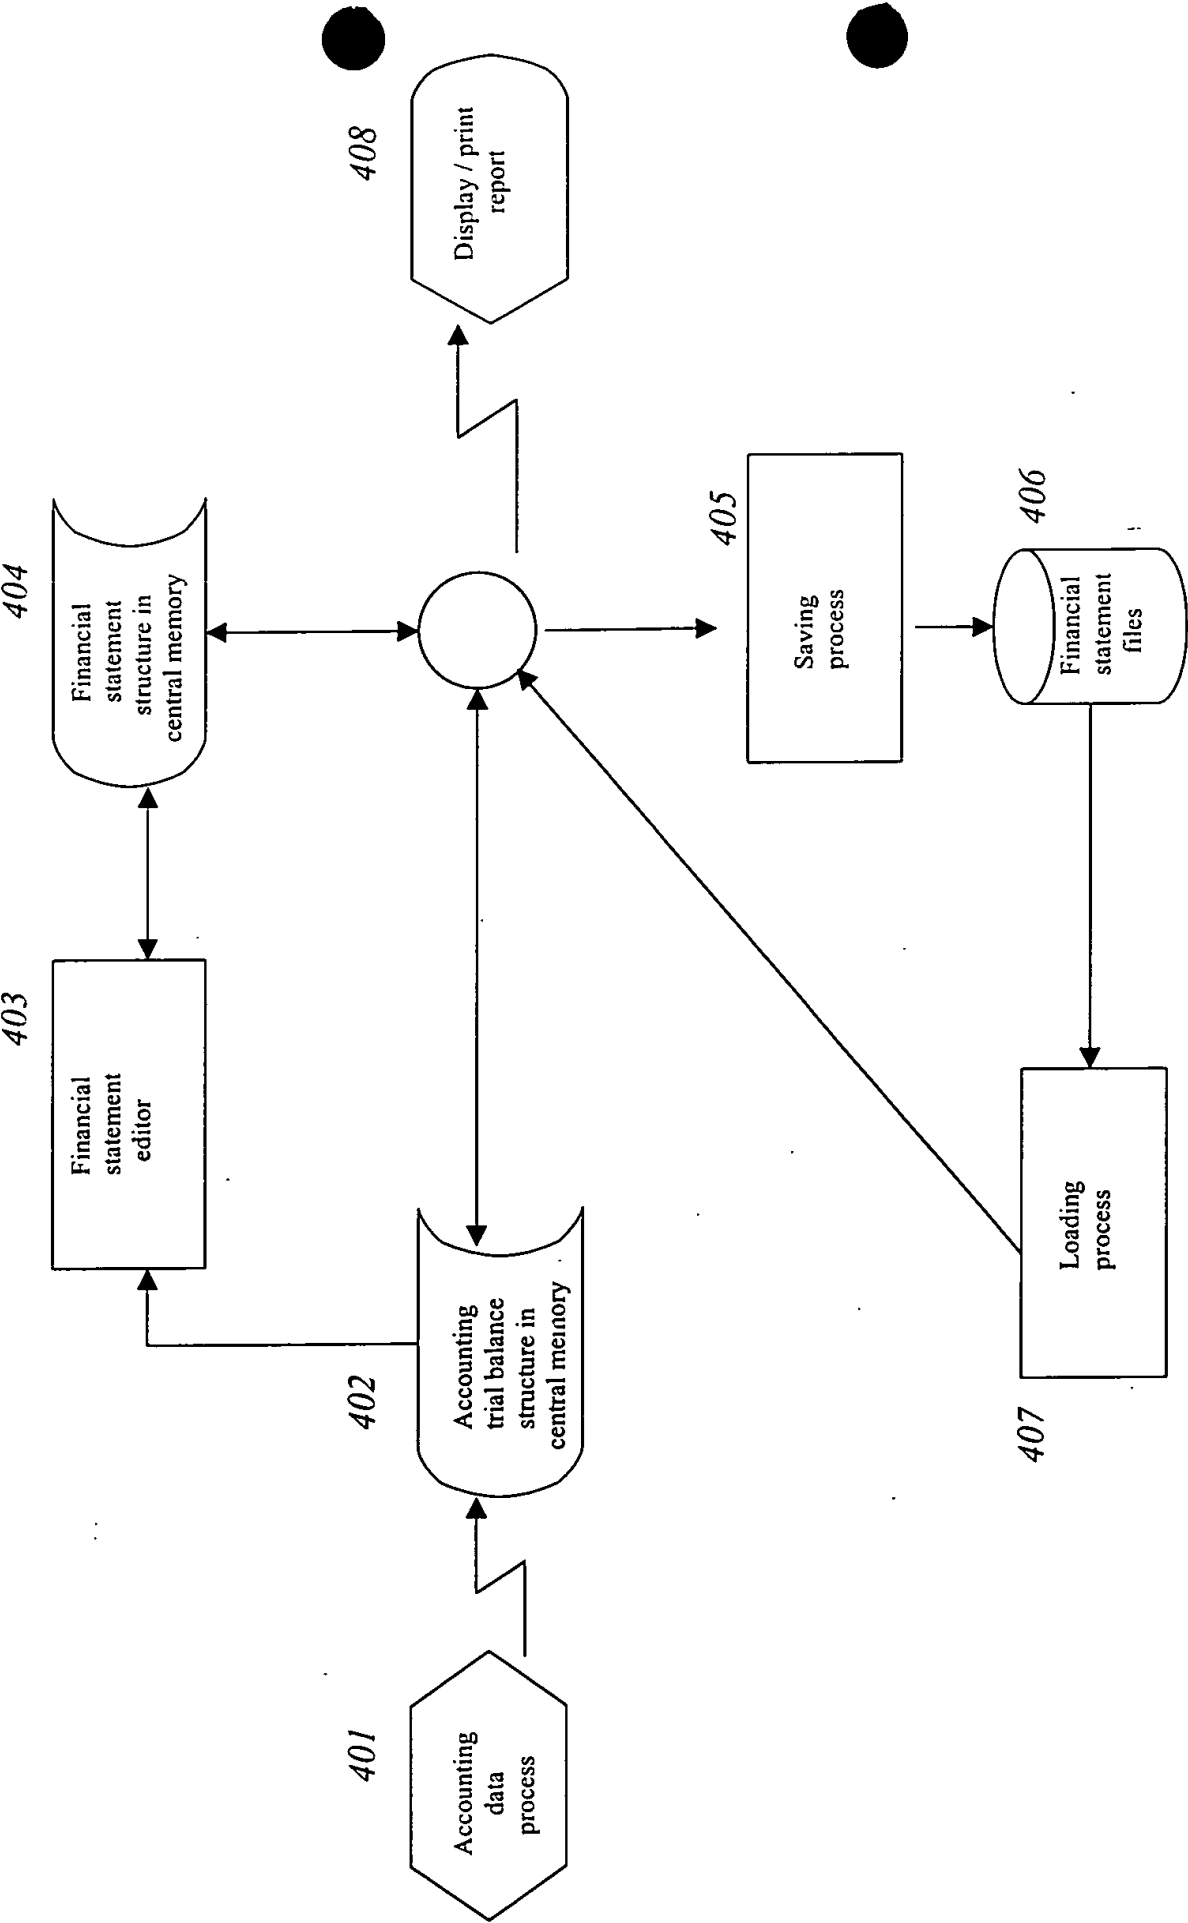 403
Financial
statement
editor
404
Financial
statement
structure in
central memory
401
Accounting
data
process
402
Accounting
trial balance
structure in
central memory
408
Display / print
report
405
Saving
process
407
Loading
process
406
Financial
statement
files